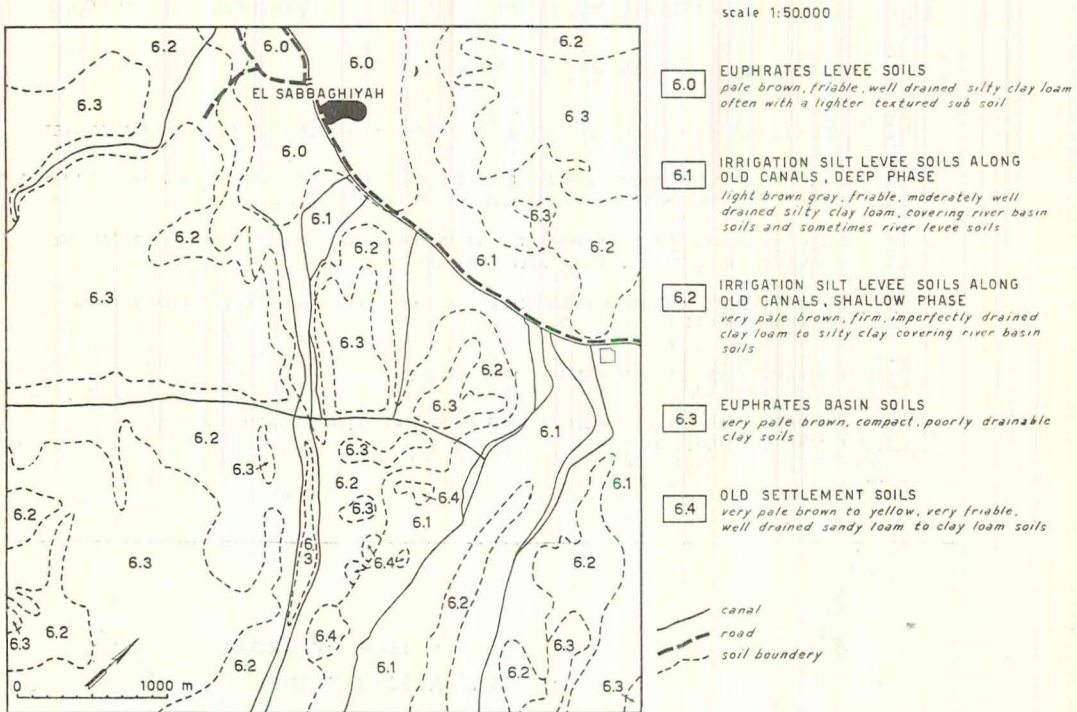 scale 1:50.000
6.0
EUPHRATES LEVEE SOILS
pale brown, friable, well drained silty clay loam
often with a lighter textured sub soil
6.1
IRRIGATION SILT LEVEE SOILS ALONG
OLD CANALS, DEEP PHASE
light brown gray, friable, moderately well
drained silty clay loam, covering river basin
soils and sometimes river levee soils
6.2
IRRIGATION SILT LEVEE SOILS ALONG
OLD CANALS, SHALLOW PHASE
very pale brown, firm, imperfectly drained
clay loam to silty clay covering river basin
soils
6.3
EUPHRATES BASIN SOILS
very pale brown, compact, poorly drainable
clay soils
6.4
OLD SETTLEMENT SOILS
very pale brown to yellow, very friable,
well drained sandy loam to clay loam soils
canal
road
soil boundery
6.2
6.0
6.0
6.2
6.3
EL SABBAGHIYAH
6.3
6.0
6.1
6.3
6.2
6.2
6.1
6.2
6.3
6.3
6.2
6.3
6.1
6.2
6.3
6.3
6.2
6.4
6.1
6.2
6.3
6.1
6.3
6.3
6.4
6.2
6.2
6.4
6.3
6.2
6.3
6.2
6.1
6.2
6.3
0 1000 m